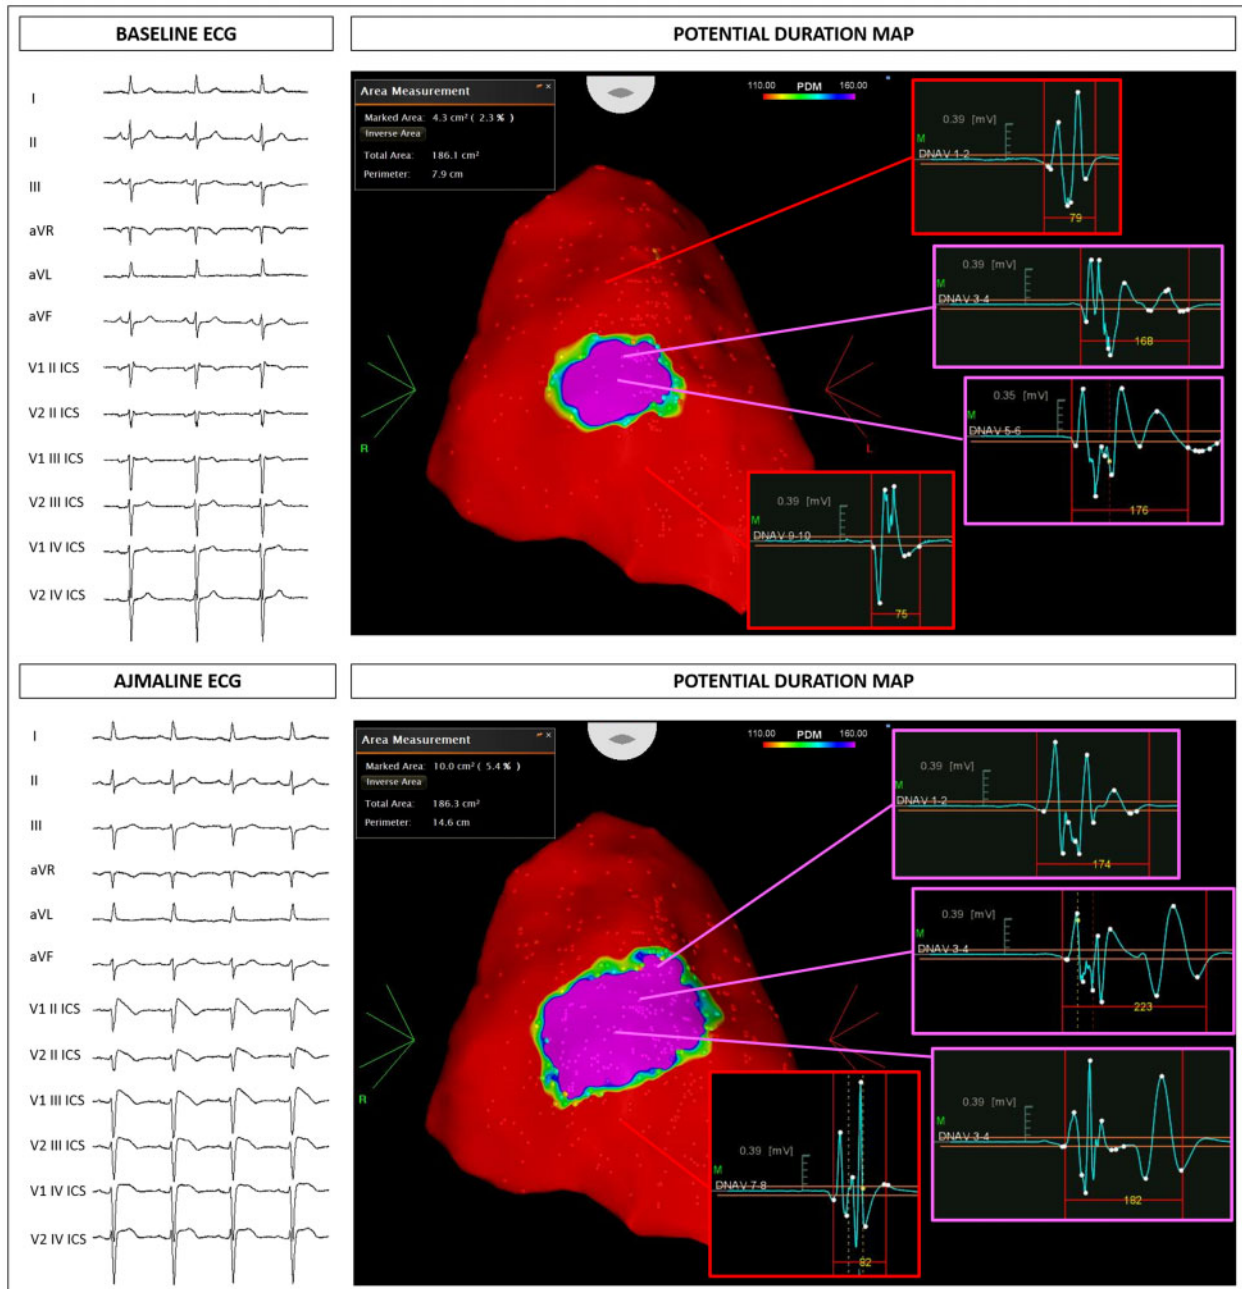 BASELINE ECG
POTENTIAL DURATION MAP
I
II
III
aVR
aVL
aVF
V1 II ICS
V2 II ICS
V1 III ICS
V2 III ICS
V1 IV ICS
V2 IV ICS
Area Measurement
Marked Area: 4.3 cm² ( 2.3 % )
Inverse Area
Total Area: 186.1 cm²
Perimeter: 7.9 cm
110.00 PDM 160.00
R
L
0.39 [mV]
M
DNAV 1-2
79
0.39 [mV]
M
DNAV 3-4
168
0.35 [mV]
M
DNAV 5-6
176
0.39 [mV]
M
DNAV 9-10
75
AJMALINE ECG
POTENTIAL DURATION MAP
I
II
III
aVR
aVL
aVF
V1 II ICS
V2 II ICS
V1 III ICS
V2 III ICS
V1 IV ICS
V2 IV ICS
Area Measurement
Marked Area: 10.0 cm² ( 5.4 % )
Inverse Area
Total Area: 186.3 cm²
Perimeter: 14.6 cm
110.00 PDM 160.00
R
0.39 [mV]
M
DNAV 1-2
174
0.39 [mV]
M
DNAV 3-4
223
0.39 [mV]
M
DNAV 3-4
182
0.39 [mV]
M
DNAV 7-8
82